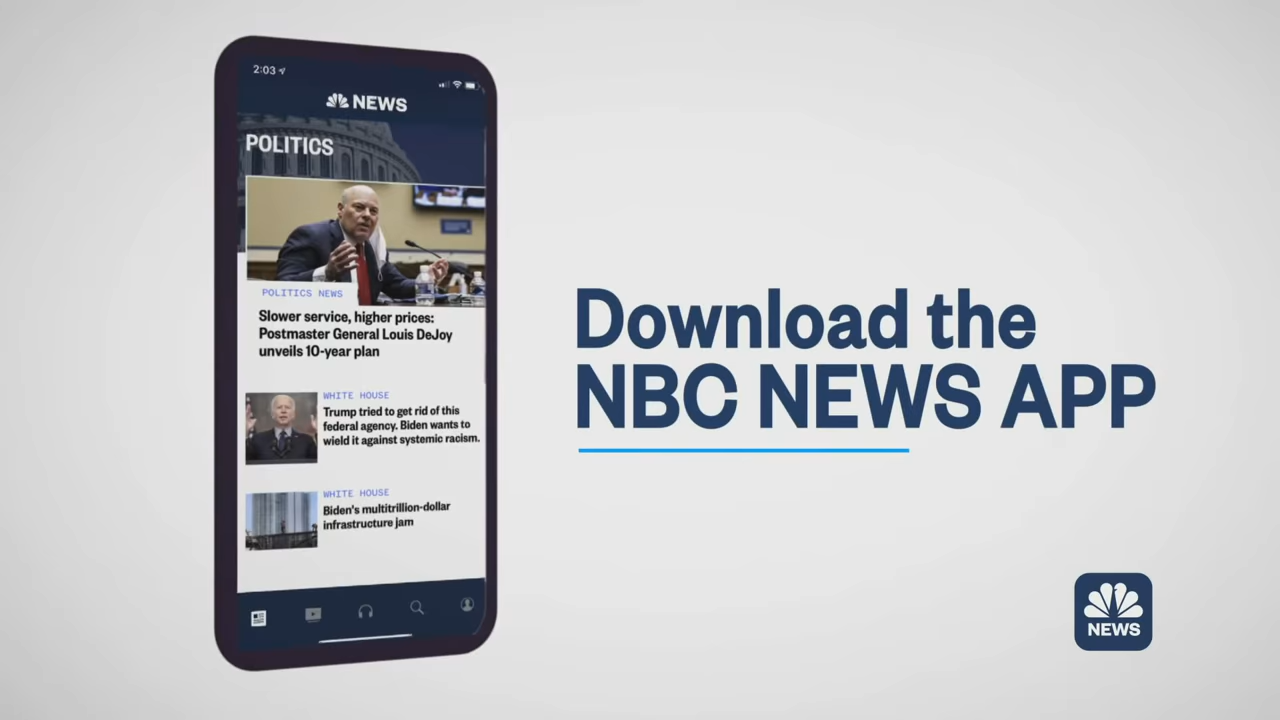 2:03
NEWS
POLITICS
POLITICS NEWS
Slower service, higher prices:
Postmaster General Louis DeJoy
unveils 10-year plan
WHITE HOUSE
Trump tried to get rid of this
federal agency. Biden wants to
wield it against systemic racism.
WHITE HOUSE
Biden's multitrillion-dollar
infrastructure jam
Download the
NBC NEWS APP
NEWS